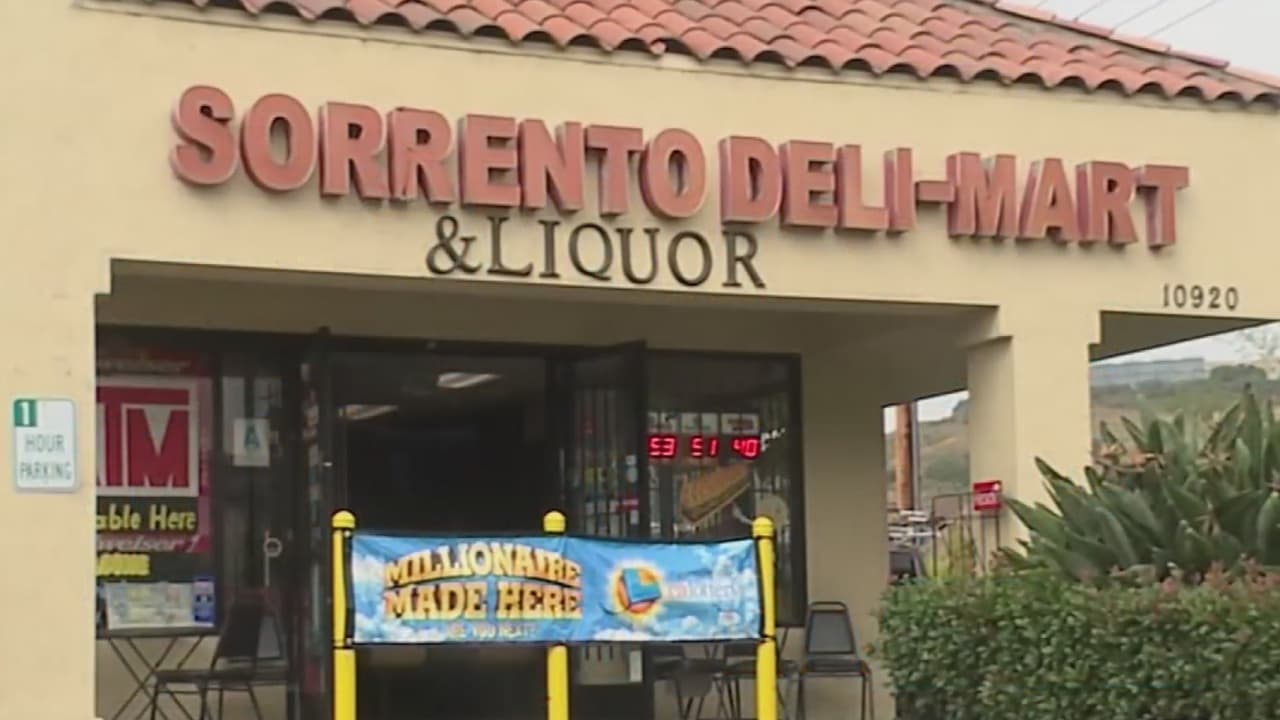 SORRENTO DELI-MART
&LIQUOR
10920
1
HOUR
PARKING
TM
able Here
A
53 51 40
MILLIONAIRE
MADE HERE